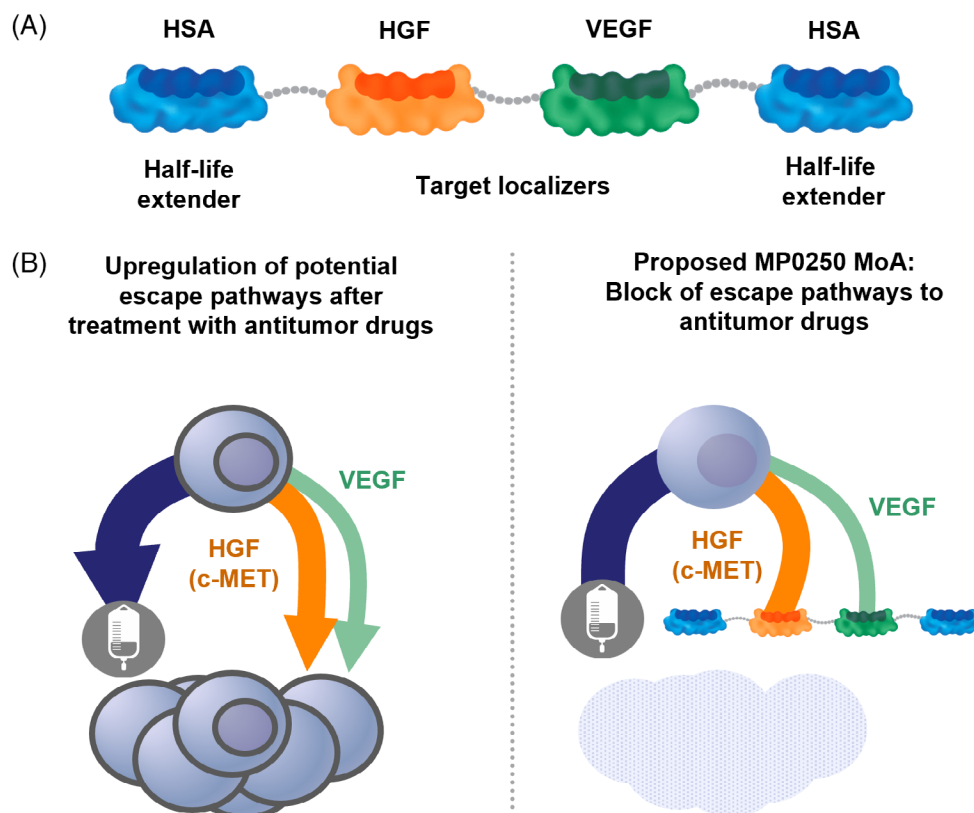 (A)
HSA
HGF
VEGF
HSA
Half-life
extender
Target localizers
Half-life
extender
(B)
Upregulation of potential
escape pathways after
treatment with antitumor drugs
VEGF
HGF
(c-MET)
Proposed MP0250 MoA:
Block of escape pathways to
antitumor drugs
VEGF
HGF
(c-MET)